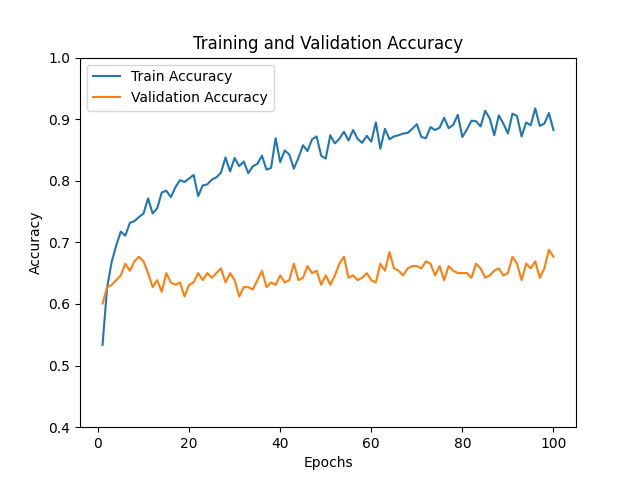 Training and Validation Accuracy
Train Accuracy
Validation Accuracy
1.0
0.9
0.8
0.7
0.6
0.5
0.4
Accuracy
0 20 40 60 80 100
Epochs